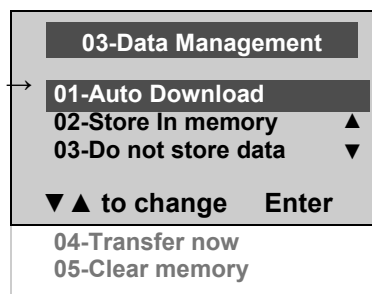 03-Data Management
→ 01-Auto Download
02-Store In memory ▲
03-Do not store data ▼
▼▲ to change Enter
04-Transfer now
05-Clear memory